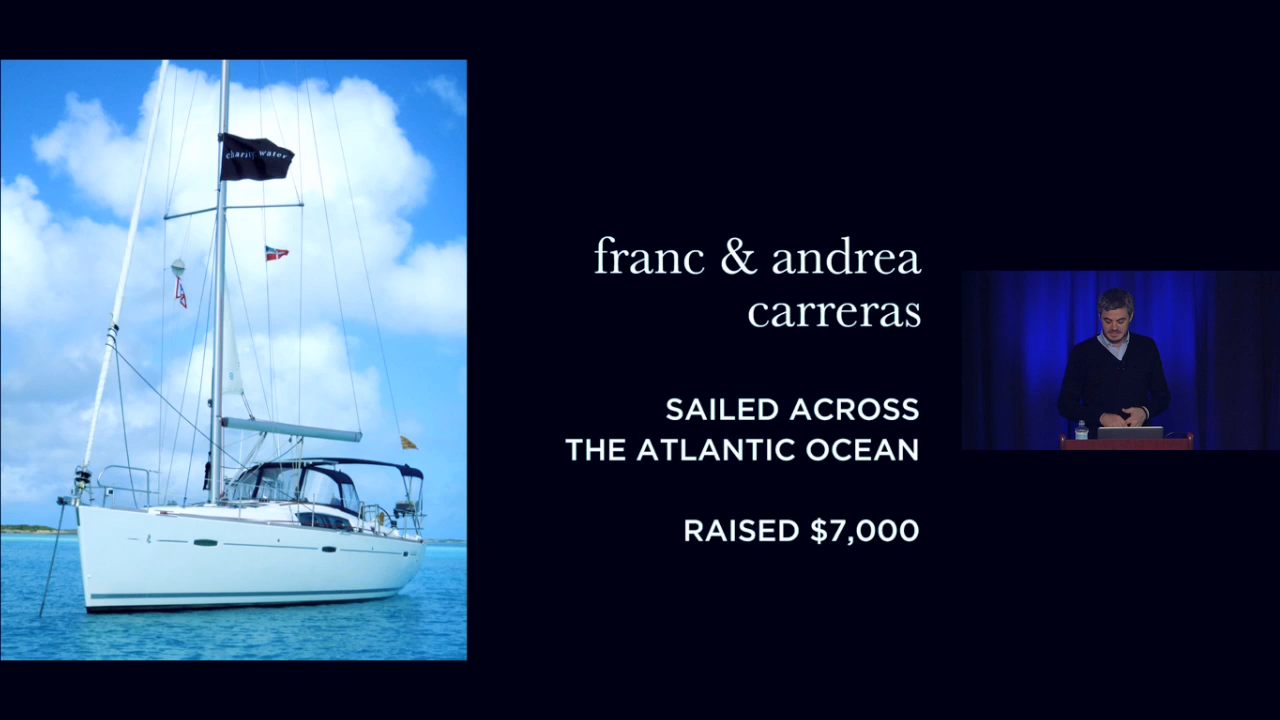 charity: water
franc & andrea
carreras
SAILED ACROSS
THE ATLANTIC OCEAN
RAISED $7,000